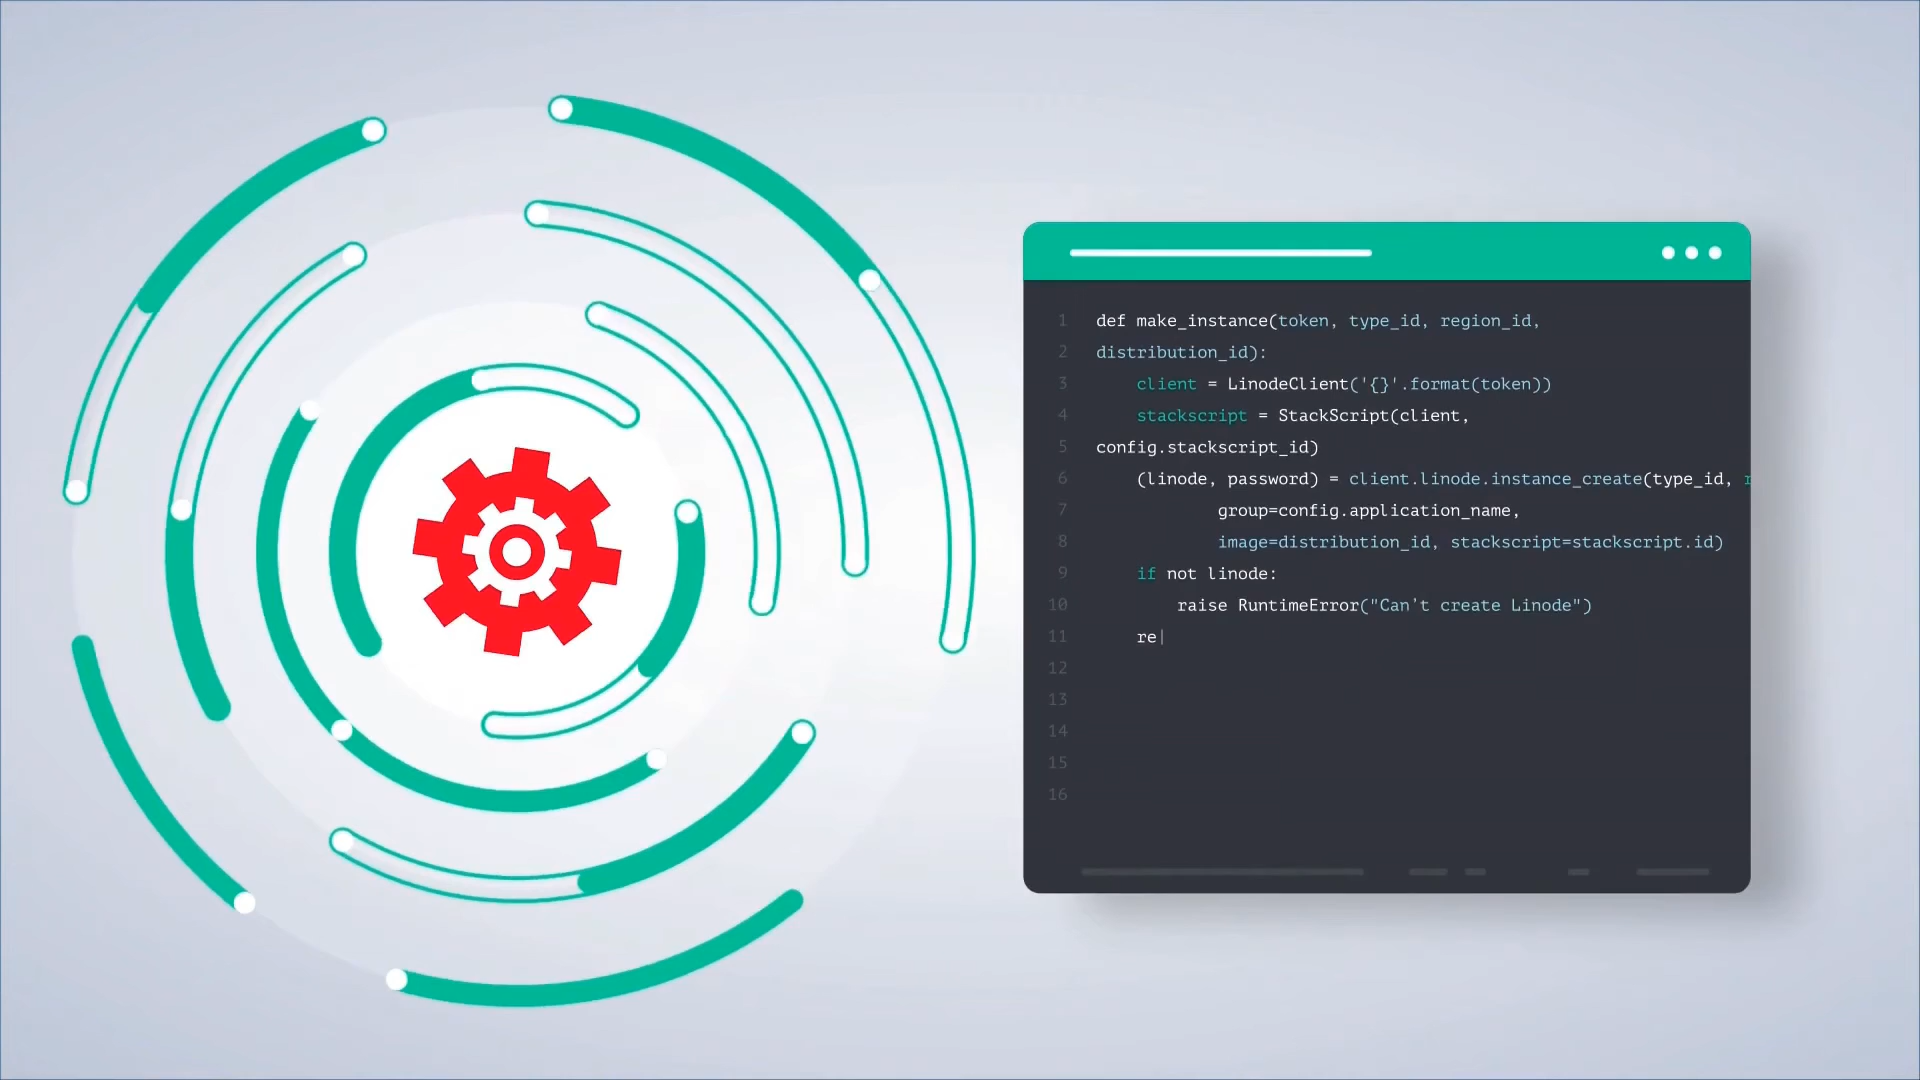 1 def make_instance(token, type_id, region_id,
2 distribution_id):
3 client = LinodeClient('{}'.format(token))
4 stackscript = StackScript(client,
5 config.stackscript_id)
6 (linode, password) = client.linode.instance_create(type_id,
7 group=config.application_name,
8 image=distribution_id, stackscript=stackscript.id)
9 if not linode:
10 raise RuntimeError("Can't create Linode")
11 re|
12
13
14
15
16